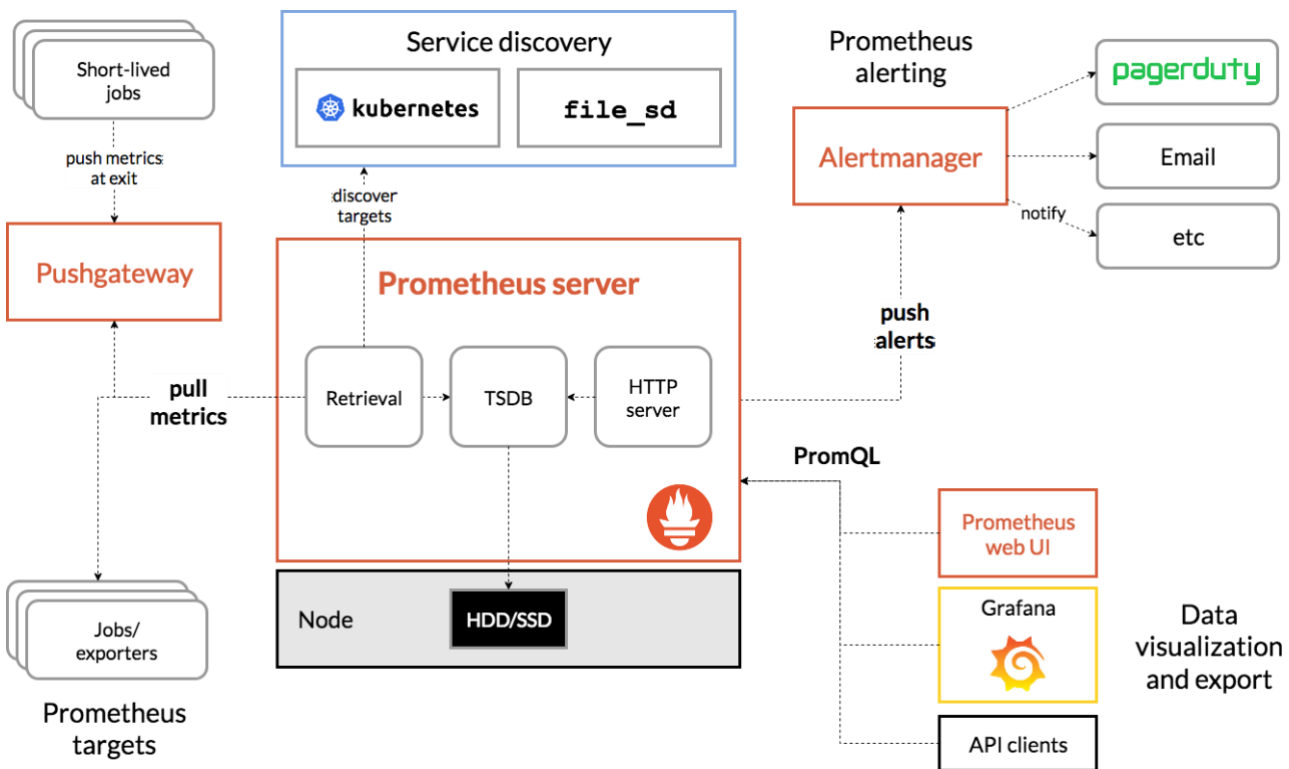 Short-lived
jobs
push metrics
at exit
Pushgateway
Service discovery
kubernetes
file_sd
discover
targets
Prometheus
alerting
Alertmanager
pagerduty
Email
notify
etc
Prometheus server
push
alerts
pull
metrics
Retrieval
TSDB
HTTP
server
PromQL
Node
HDD/SSD
Jobs/
exporters
Prometheus
targets
Prometheus
web UI
Grafana
API clients
Data
visualization
and export